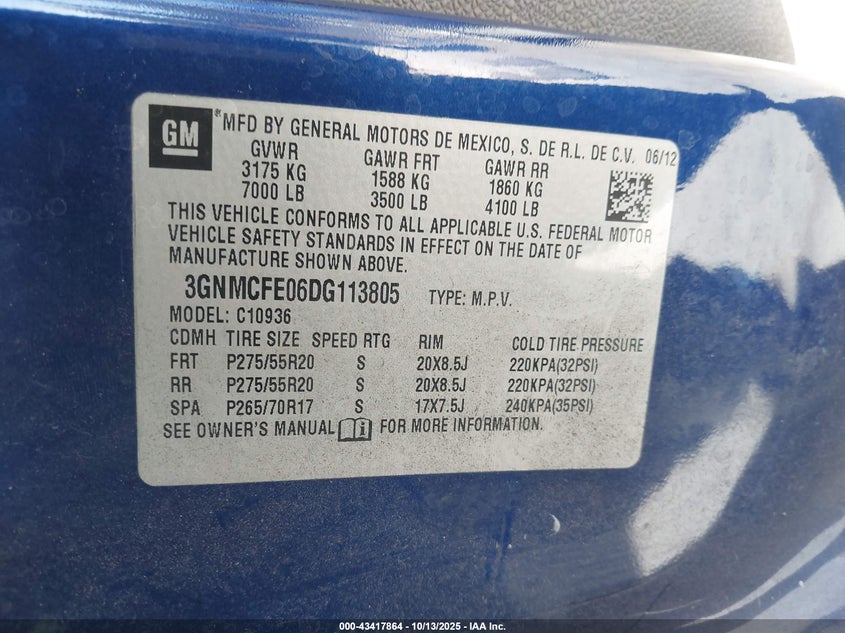 GM
MFD BY GENERAL MOTORS DE MEXICO, S. DE R.L. DE C.V. 06/12
GVWR GAWR FRT GAWR RR
3175 KG 1588 KG 1860 KG
7000 LB 3500 LB 4100 LB
THIS VEHICLE CONFORMS TO ALL APPLICABLE U.S. FEDERAL MOTOR
VEHICLE SAFETY STANDARDS IN EFFECT ON THE DATE OF
MANUFACTURE SHOWN ABOVE.
3GNMCFE06DG113805 TYPE: M.P.V.
MODEL: C10936
CDMH TIRE SIZE SPEED RTG RIM COLD TIRE PRESSURE
FRT P275/55R20 S 20X8.5J 220KPA(32PSI)
RR P275/55R20 S 20X8.5J 220KPA(32PSI)
SPA P265/70R17 S 17X7.5J 240KPA(35PSI)
SEE OWNER'S MANUAL i FOR MORE INFORMATION.
000-43417864 | 10/13/2025 - IAA Inc.